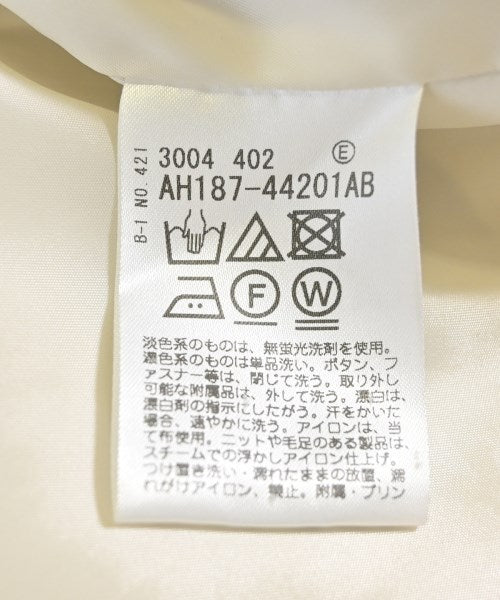 B-1 NO.421
3004 402 Ⓔ
AH187-44201AB
F W
淡色系のものは、無蛍光洗剤を使用。
濃色系のものは単品洗い。ボタン、フ
ァスナー等は、閉じて洗う。取り外し
可能な附属品は、外して洗う。漂白は、
漂白剤の指示にしたがう。汗をかいた
場合、速やかに洗う。アイロンは、当
て布使用。ニットや毛足のある製品は、
スチームでの浮かしアイロン仕上げ。
つけ置き洗い・濡れたままの放置、濡
れがけアイロン、禁止。附属・プリン